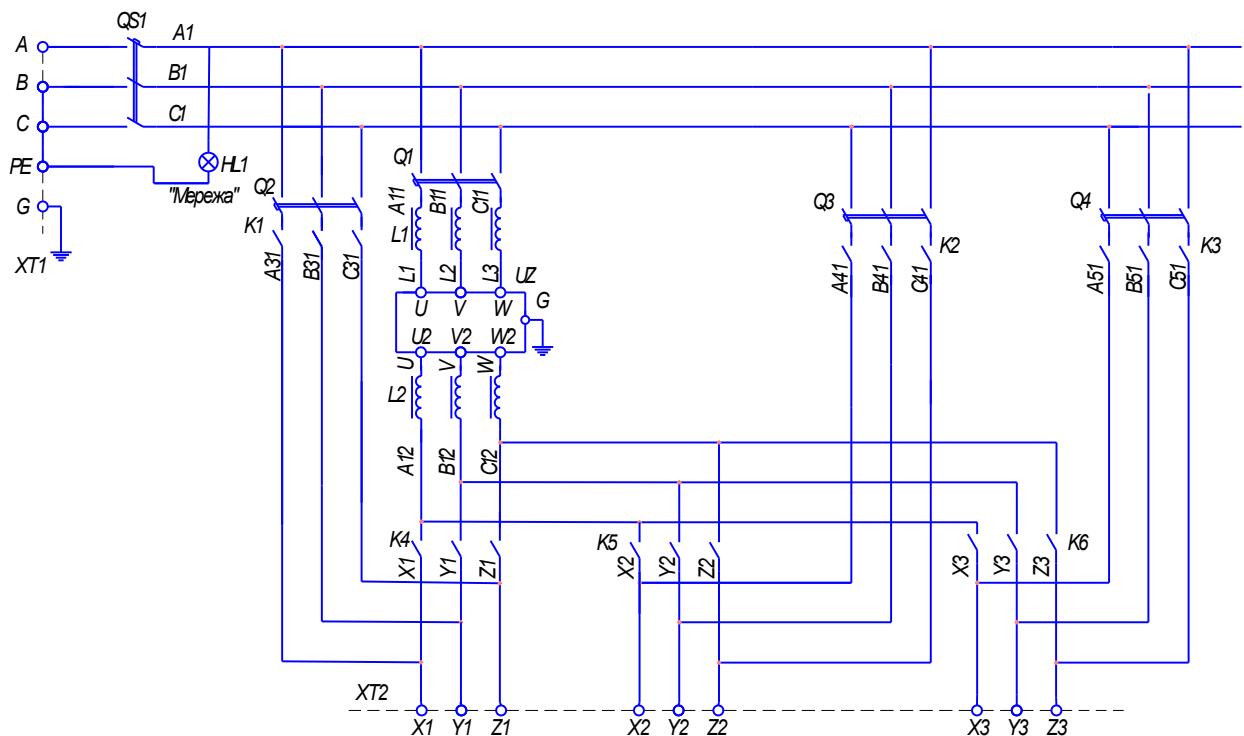 QS1
A
A1
B
B1
C
C1
PE
HL1
"Мережа"
G
XT1
Q2
K1
A31
B31
C31
Q1
A11
B11
C11
L1
L1
L2
L3
UZ
G
U
V
W
U2
V2
W2
U
V
W
L2
A12
B12
C12
Q3
K2
A41
B41
C41
Q4
K3
A51
B51
C51
K4
X1
Y1
Z1
K5
X2
Y2
Z2
K6
X3
Y3
Z3
XT2
X1
Y1
Z1
X2
Y2
Z2
X3
Y3
Z3